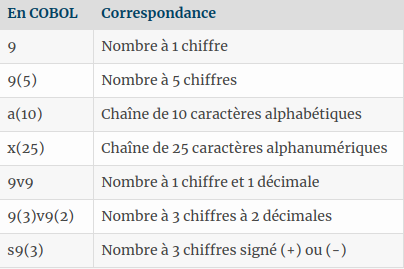 En COBOL Correspondance
9 Nombre à 1 chiffre
9(5) Nombre à 5 chiffres
a(10) Chaîne de 10 caractères alphabétiques
x(25) Chaîne de 25 caractères alphanumériques
9v9 Nombre à 1 chiffre et 1 décimale
9(3)v9(2) Nombre à 3 chiffres à 2 décimales
s9(3) Nombre à 3 chiffres signé (+) ou (-)